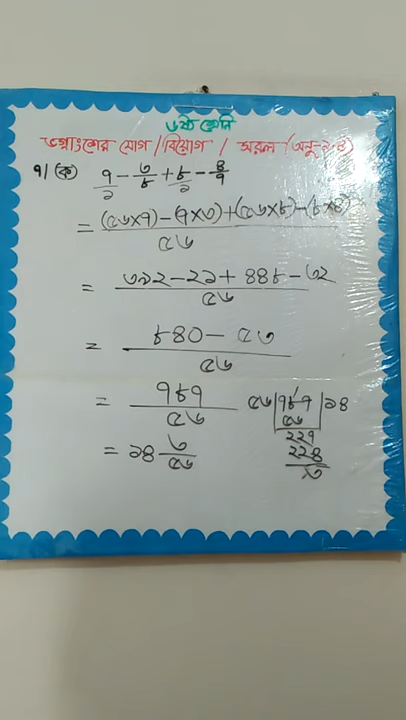 ৬ষ্ঠ শ্রেণি
ভগ্নাংশের যোগ/বিয়োগ / সরল (অনু-১.৪)
৭। (ক) ৭/১ - ৩/৮ + ৮/১ - ৪/৭
= (৫৬×৭) - (৭×৩) + (৫৬×৮) - (৮×৪) / ৫৬
= ৩৯২ - ২১ + ৪৪৮ - ৩২ / ৫৬
= ৮৪০ - ৫৩ / ৫৬
= ৭৮৭ / ৫৬
৫৬|৭৮৭|১৪
৫৬
২২৭
২২৪
৩
= ১৪ ৩/৫৬